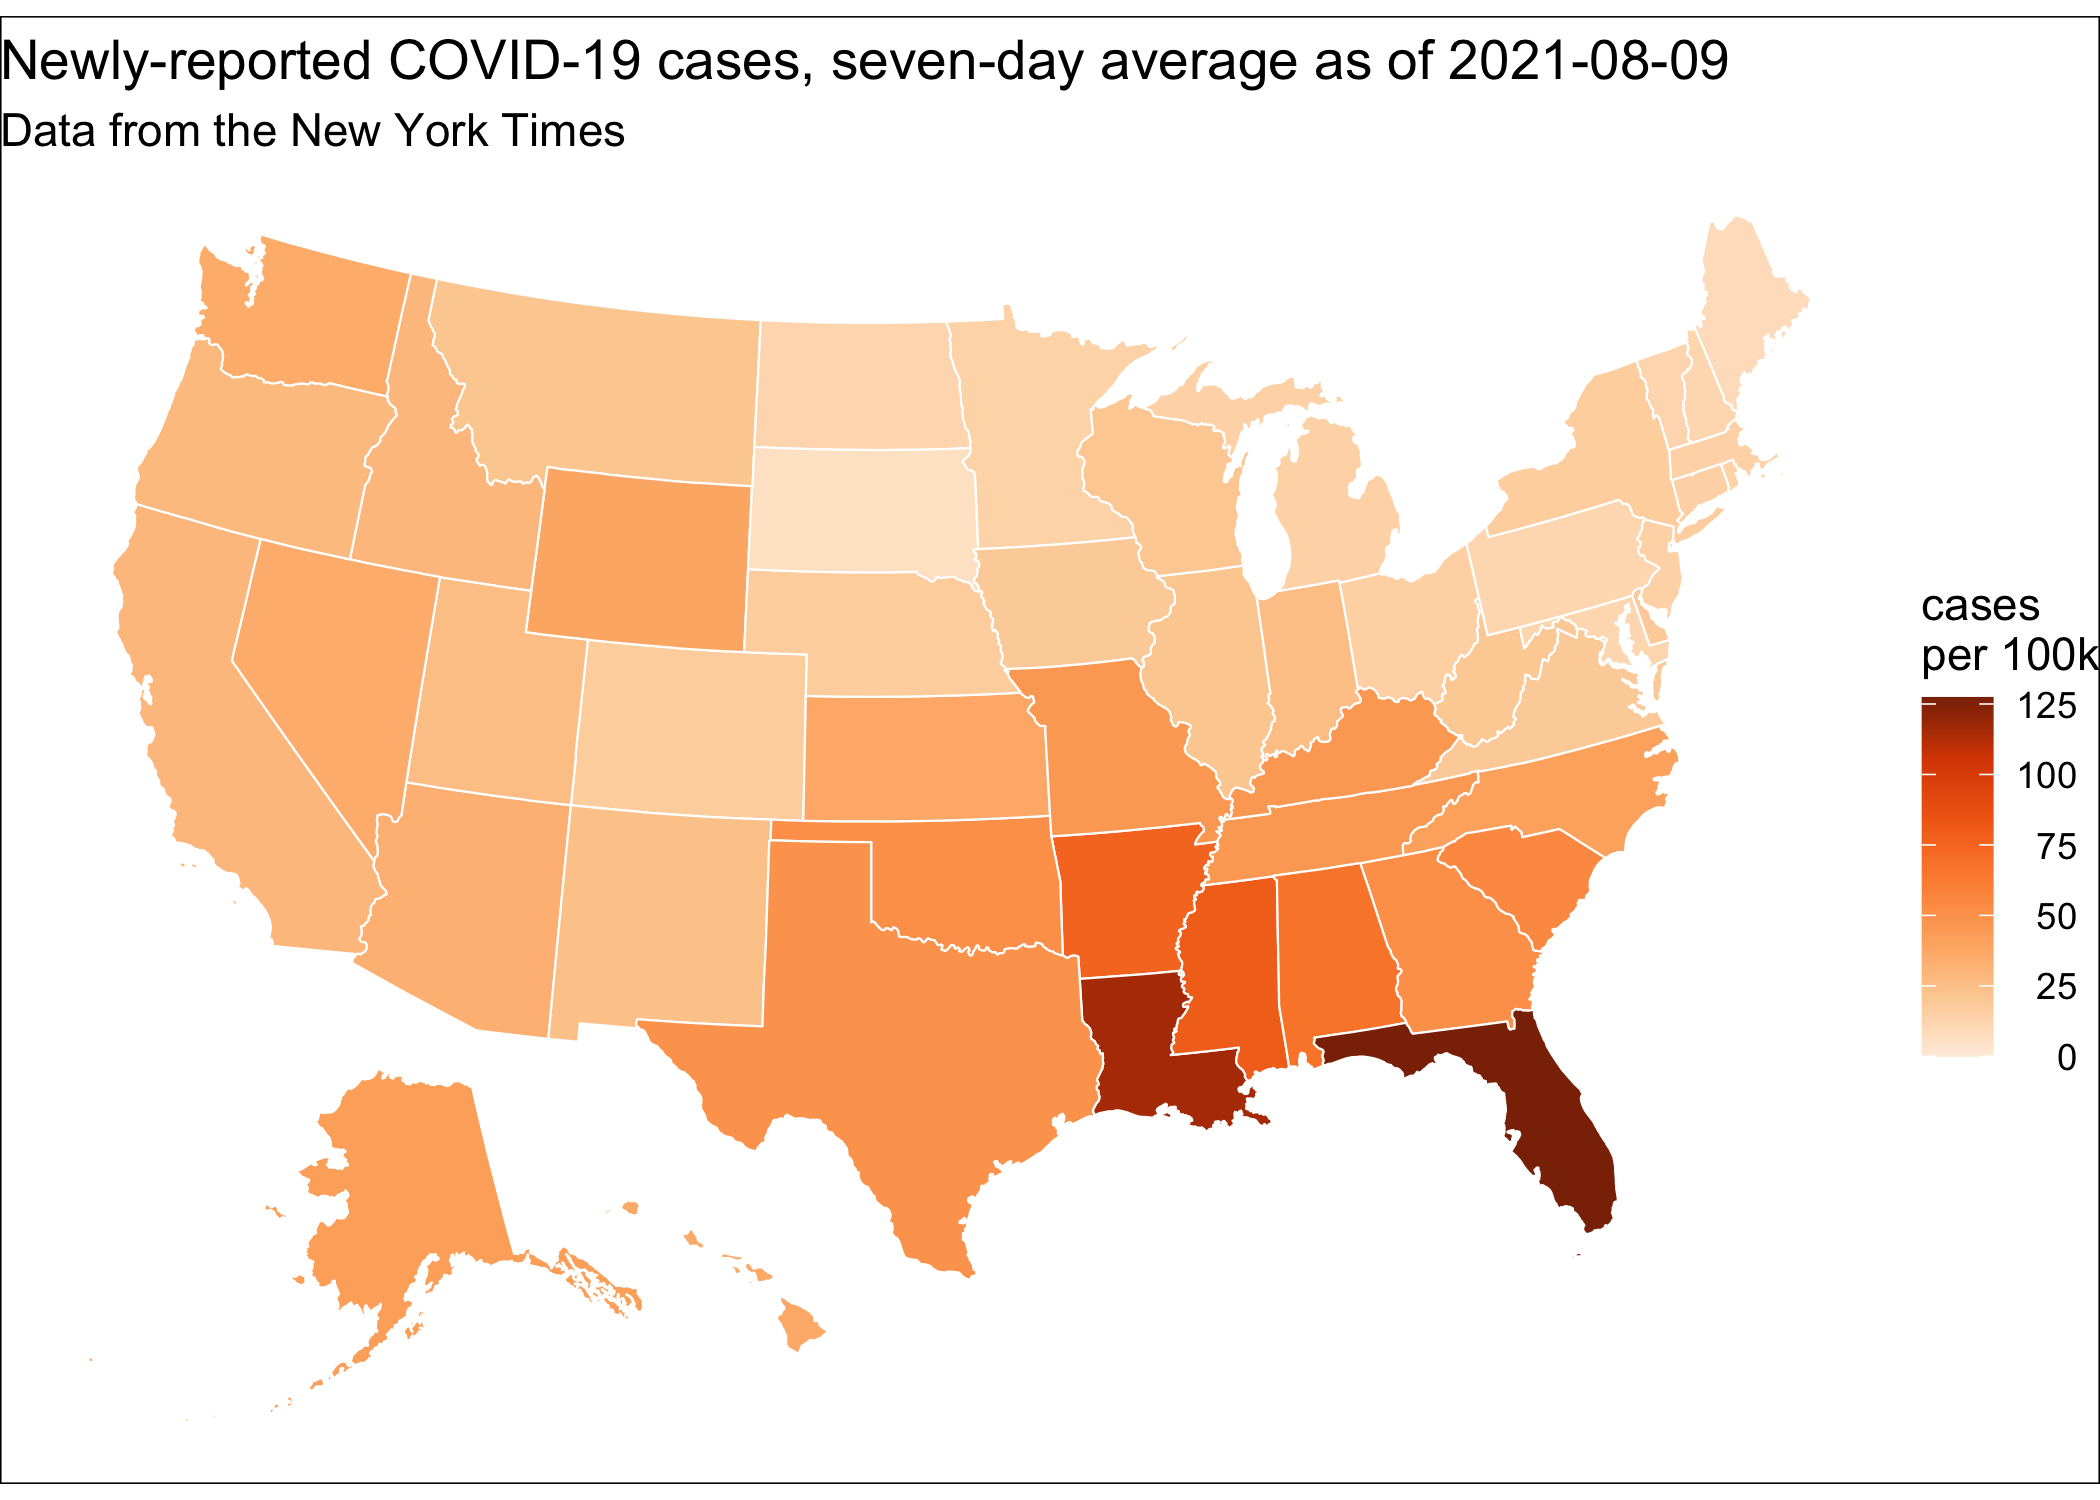 Newly-reported COVID-19 cases, seven-day average as of 2021-08-09
Data from the New York Times
cases
per 100k
125
100
75
50
25
0